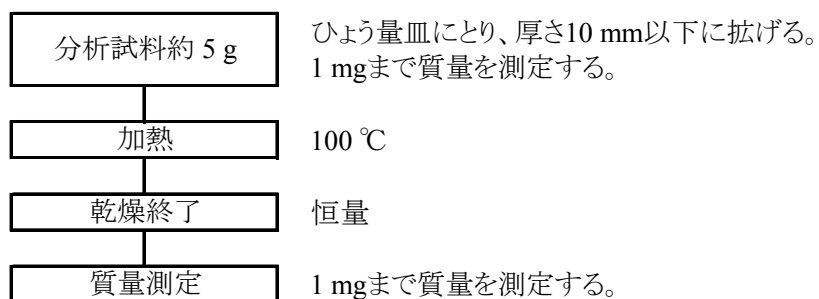 分析試料約 5 g
ひょう量皿にとり、厚さ10 mm以下に拡げる。
1 mgまで質量を測定する。
加熱
100 ℃
乾燥終了
恒量
質量測定
1 mgまで質量を測定する。